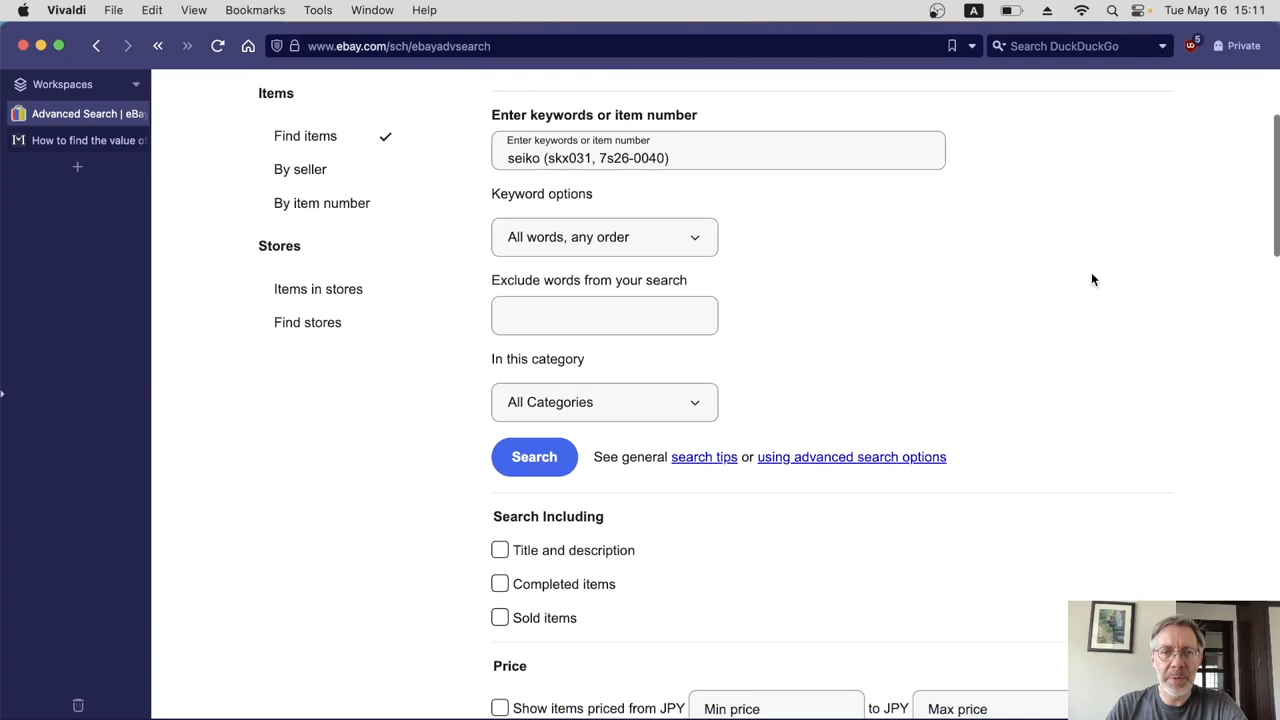 Vivaldi File Edit View Bookmarks Tools Window Help A Tue May 16 15:11
www.ebay.com/sch/ebayadvsearch Search DuckDuckGo 5 Private
Workspaces
Advanced Search | eBay
How to find the value of
Items
Find items
By seller
By item number
Stores
Items in stores
Find stores
Enter keywords or item number
Enter keywords or item number
seiko (skx031, 7s26-0040)
Keyword options
All words, any order
Exclude words from your search
In this category
All Categories
Search See general search tips or using advanced search options
Search Including
Title and description
Completed items
Sold items
Price
Show items priced from JPY Min price to JPY Max price